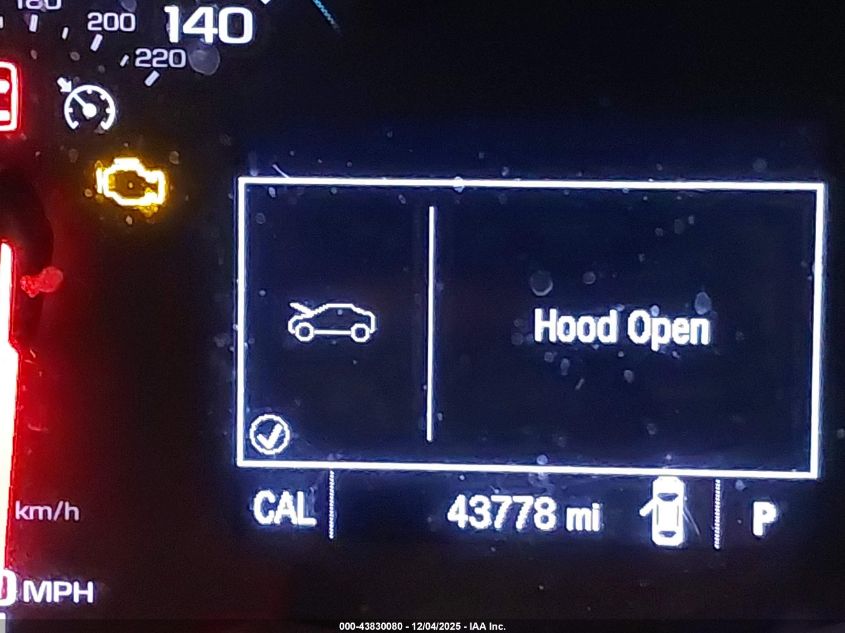 200
140
220
Hood Open
CAL
43778 mi
P
km/h
MPH
000-43830080 - 12/04/2025 - IAA Inc.